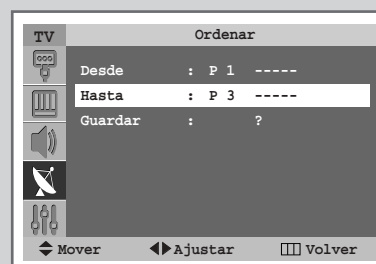 TV Ordenar
Desde : P 1 -----
Hasta : P 3 -----
Guardar : ?
Mover Ajustar Volver